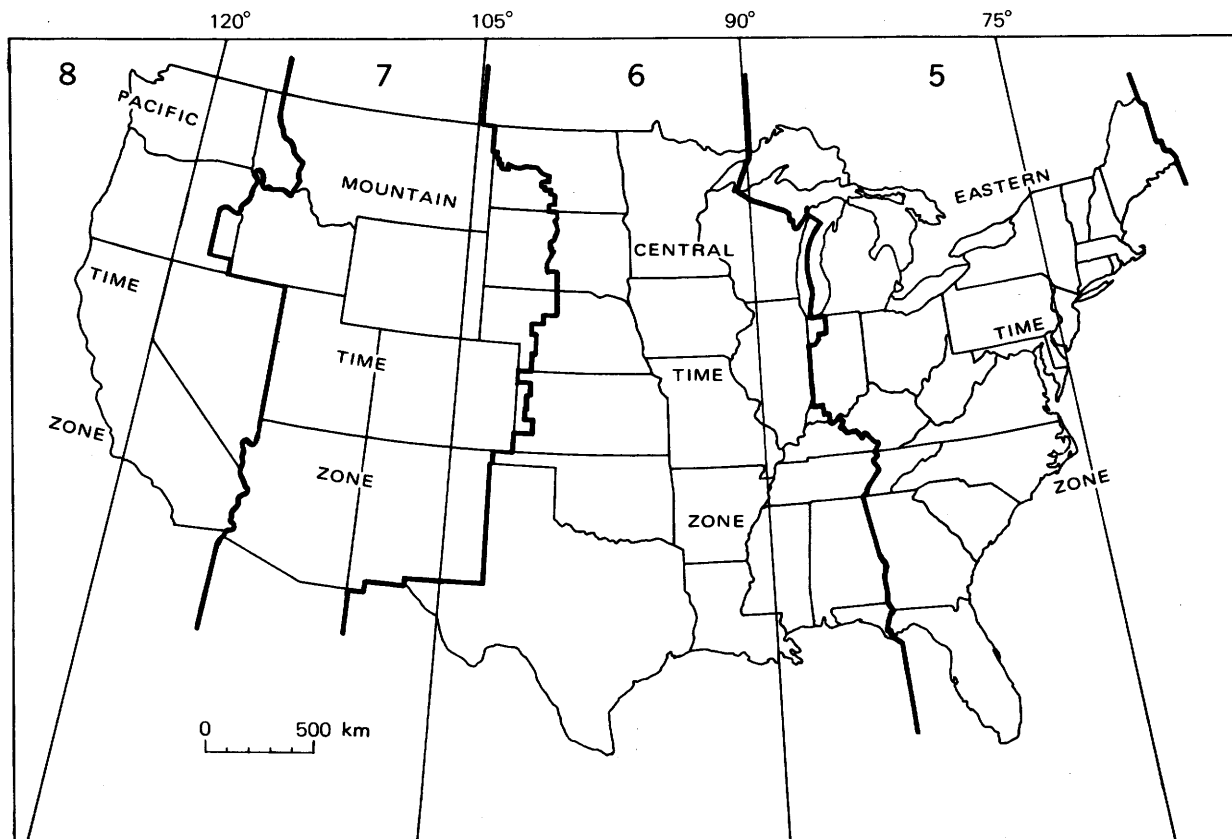 120°
105°
90°
75°
8
7
6
5
PACIFIC
MOUNTAIN
EASTERN
CENTRAL
TIME
TIME
TIME
TIME
ZONE
ZONE
ZONE
ZONE
0 500 km